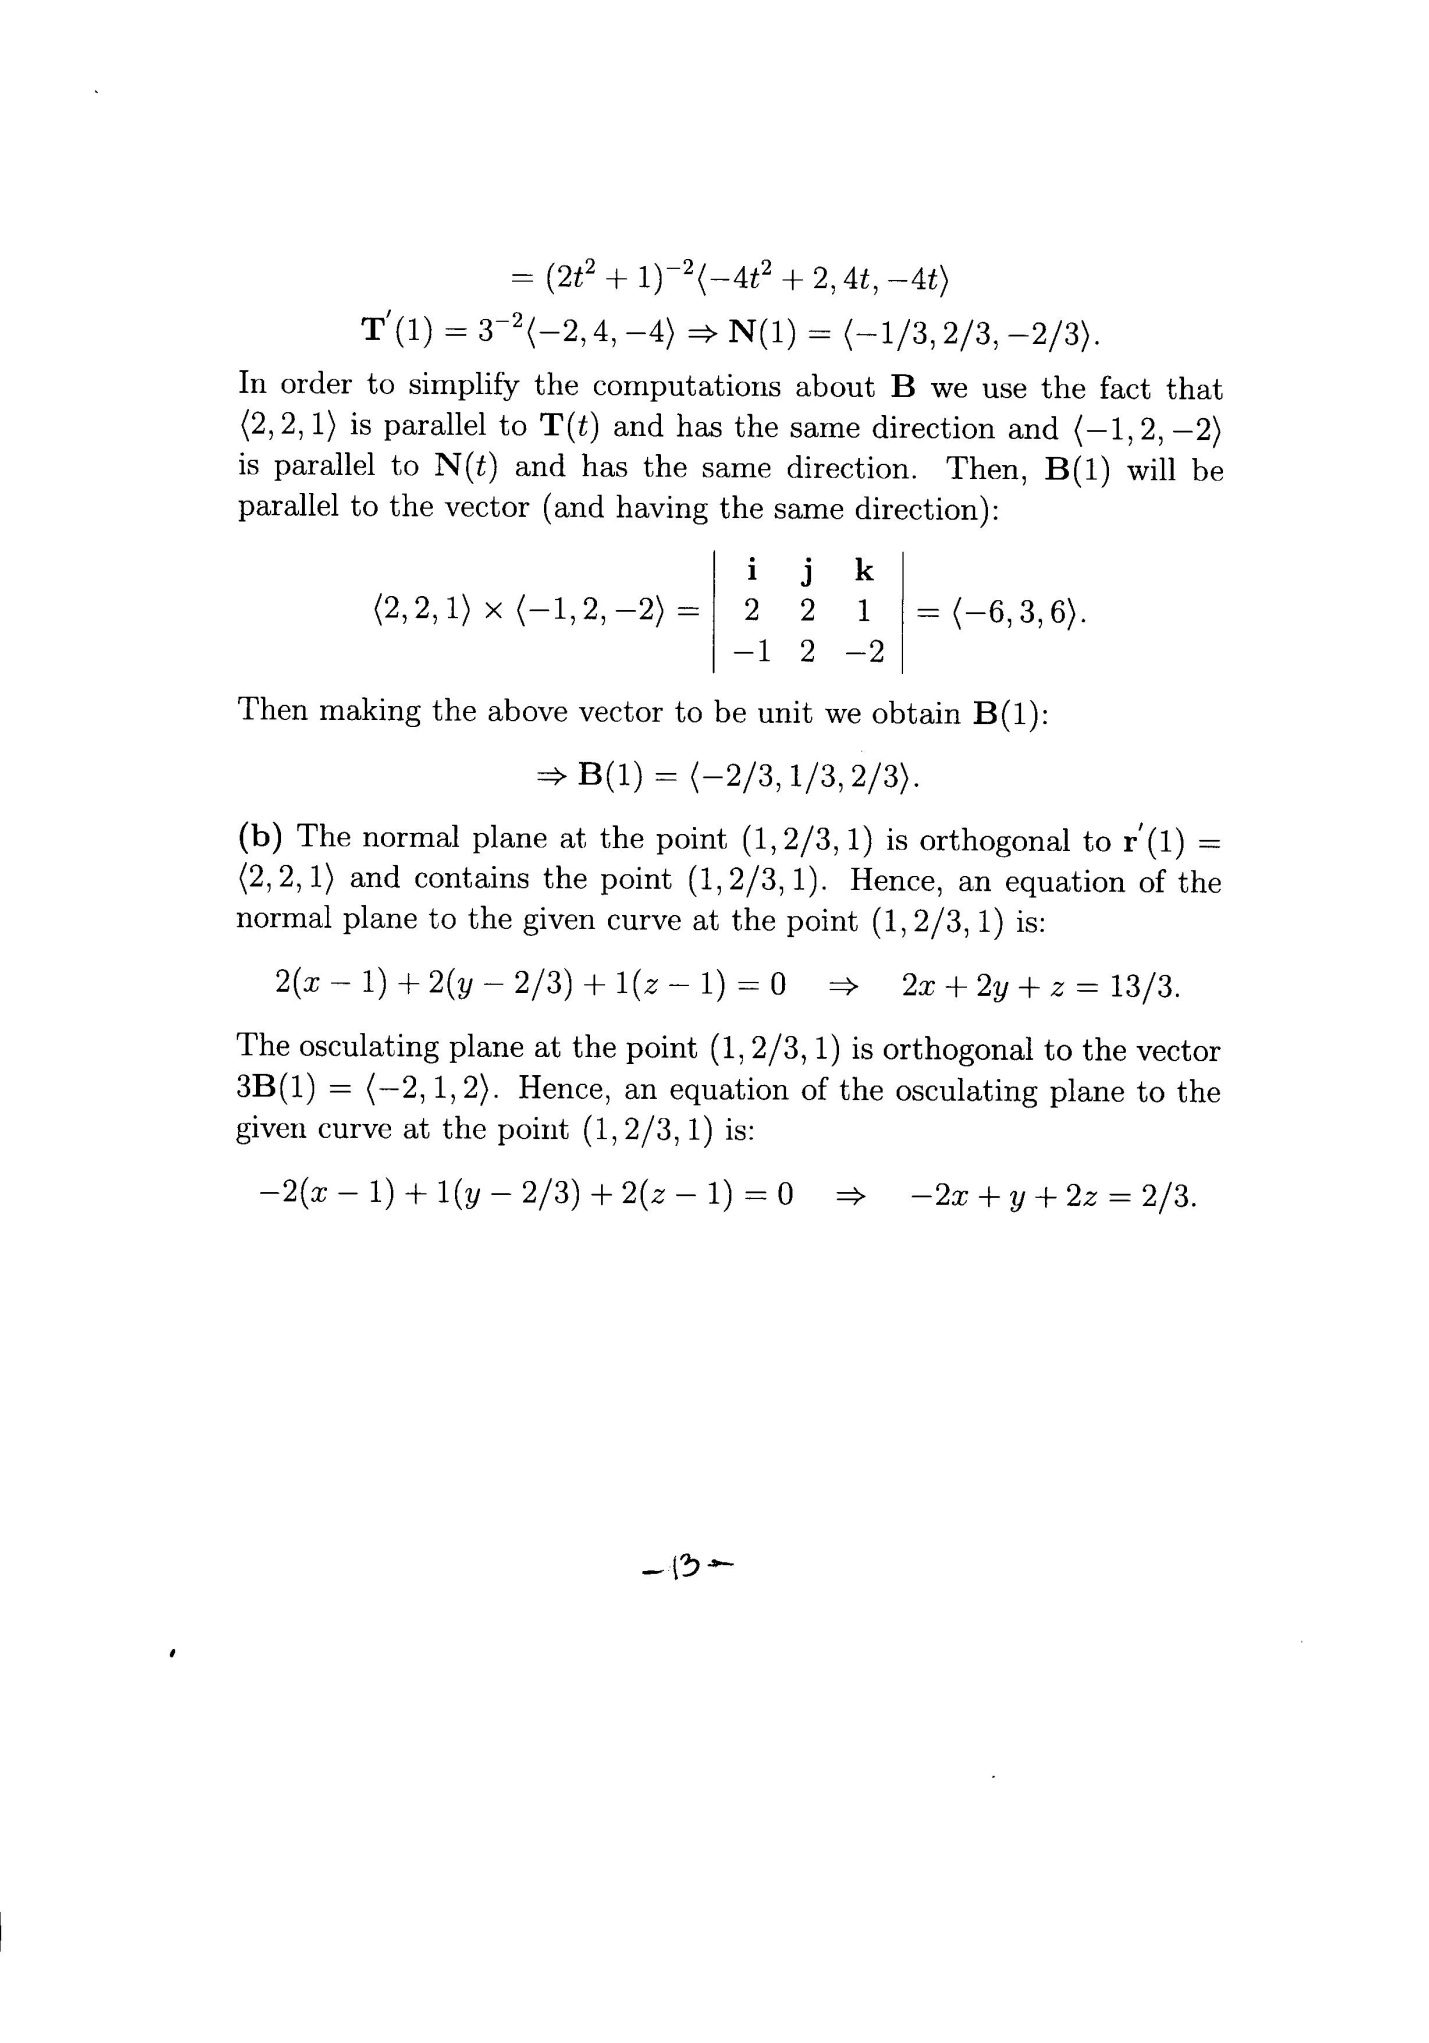 = (2t² + 1)⁻²⟨−4t² + 2, 4t, −4t⟩
T′(1) = 3⁻²⟨−2, 4, −4⟩ ⇒ N(1) = ⟨−1/3, 2/3, −2/3⟩.
In order to simplify the computations about B we use the fact that
⟨2, 2, 1⟩ is parallel to T(t) and has the same direction and ⟨−1, 2, −2⟩
is parallel to N(t) and has the same direction. Then, B(1) will be
parallel to the vector (and having the same direction):
⟨2, 2, 1⟩ × ⟨−1, 2, −2⟩ = | i j k
2 2 1
−1 2 −2 | = ⟨−6, 3, 6⟩.
Then making the above vector to be unit we obtain B(1):
⇒ B(1) = ⟨−2/3, 1/3, 2/3⟩.
(b) The normal plane at the point (1, 2/3, 1) is orthogonal to r′(1) =
⟨2, 2, 1⟩ and contains the point (1, 2/3, 1). Hence, an equation of the
normal plane to the given curve at the point (1, 2/3, 1) is:
2(x − 1) + 2(y − 2/3) + 1(z − 1) = 0 ⇒ 2x + 2y + z = 13/3.
The osculating plane at the point (1, 2/3, 1) is orthogonal to the vector
3B(1) = ⟨−2, 1, 2⟩. Hence, an equation of the osculating plane to the
given curve at the point (1, 2/3, 1) is:
−2(x − 1) + 1(y − 2/3) + 2(z − 1) = 0 ⇒ −2x + y + 2z = 2/3.
−13−